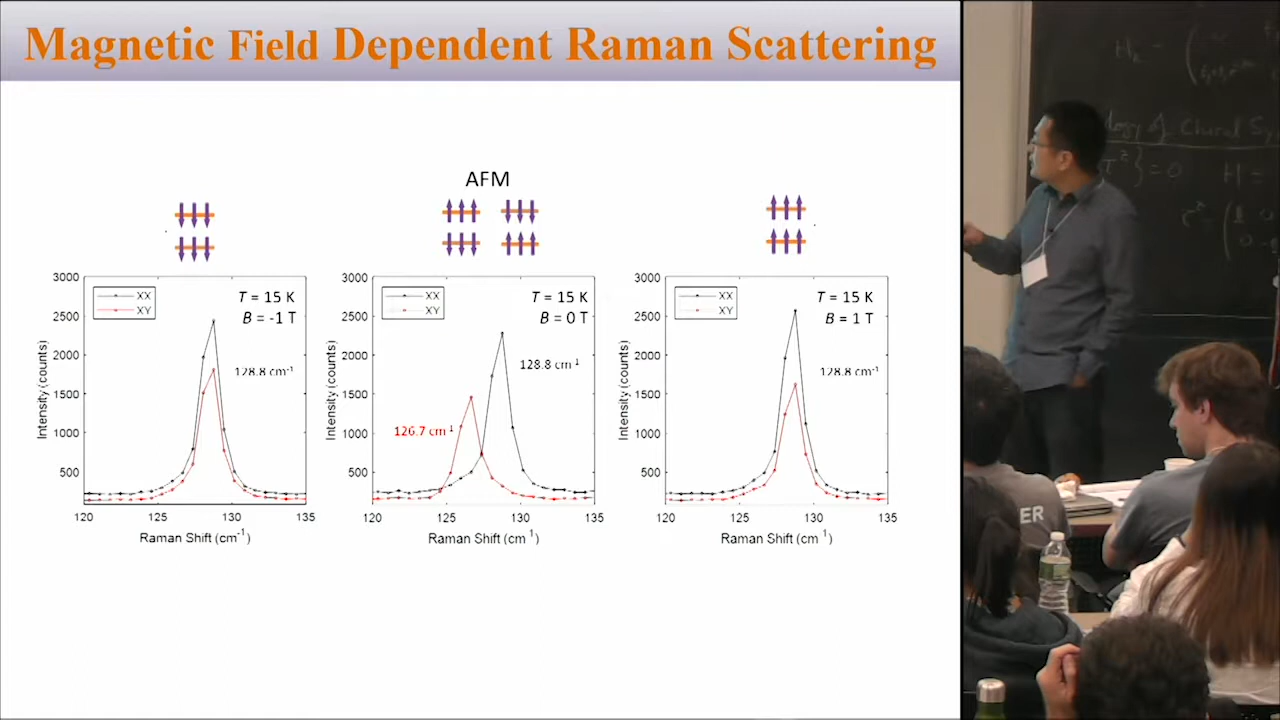 Magnetic Field Dependent Raman Scattering
AFM
3000
2500
2000
1500
1000
500
Intensity (counts)
XX
XY
T = 15 K
B = -1 T
128.8 cm-1
120
125
130
135
Raman Shift (cm-1)
3000
2500
2000
1500
1000
500
Intensity (counts)
XX
XY
T = 15 K
B = 0 T
128.8 cm-1
126.7 cm-1
120
125
130
135
Raman Shift (cm-1)
3000
2500
2000
1500
1000
500
Intensity (counts)
XX
XY
T = 15 K
B = 1 T
128.8 cm-1
120
125
130
135
Raman Shift (cm-1)
of Chiral Sy
=0 H =
ER